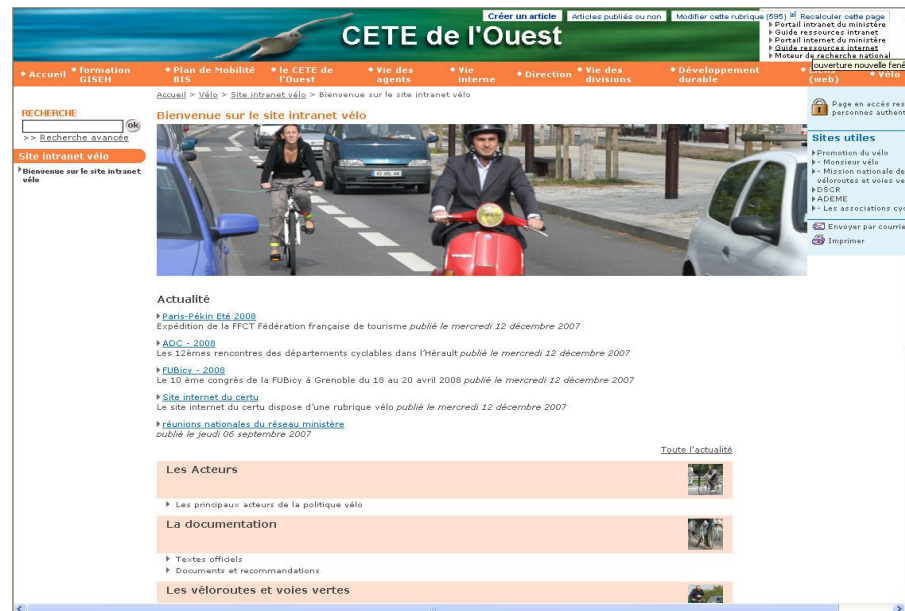 Créer un article Articles publiés ou non Modifier cette rubrique (595) Recalculer cette page
CETE de l'Ouest
Portail intranet du ministère
Guide ressources intranet
Portail internet du ministère
Guide ressources internet
Moteur de recherche national
ouverture nouvelle fenê
Accueil formation GiSEH Plan de Mobilité BIS le CETE de l'Ouest Vie des agents Vie interne Direction Vie des divisions Développement durable Liens (web) Vélo
Accueil > Vélo > Site intranet vélo > Bienvenue sur le site intranet vélo
RECHERCHE
ok
>> Recherche avancée
Site intranet vélo
Bienvenue sur le site intranet
vélo
Bienvenue sur le site intranet vélo
Page en accès res
personnes authent
Sites utiles
Promotion du vélo
- Monsieur vélo
- Mission nationale de
véloroutes et voies ve
DSCR
ADEME
- Les associations cyc
Envoyer par courrie
Imprimer
Actualité
Paris-Pékin Eté 2008
Expédition de la FFCT Fédération française de tourisme publié le mercredi 12 décembre 2007
ADC - 2008
Les 12èmes rencontres des départements cyclables dans l'Hérault publié le mercredi 12 décembre 2007
FUBicy - 2008
Le 10 ème congrès de la FUBicy à Grenoble du 18 au 20 avril 2008 publié le mercredi 12 décembre 2007
Site internet du certu
Le site internet du certu dispose d'une rubrique vélo publié le mercredi 12 décembre 2007
réunions nationales du réseau ministère
publié le jeudi 06 septembre 2007
Toute l'actualité
Les Acteurs
Les principaux acteurs de la politique vélo
La documentation
Textes officiels
Documents et recommandations
Les véloroutes et voies vertes